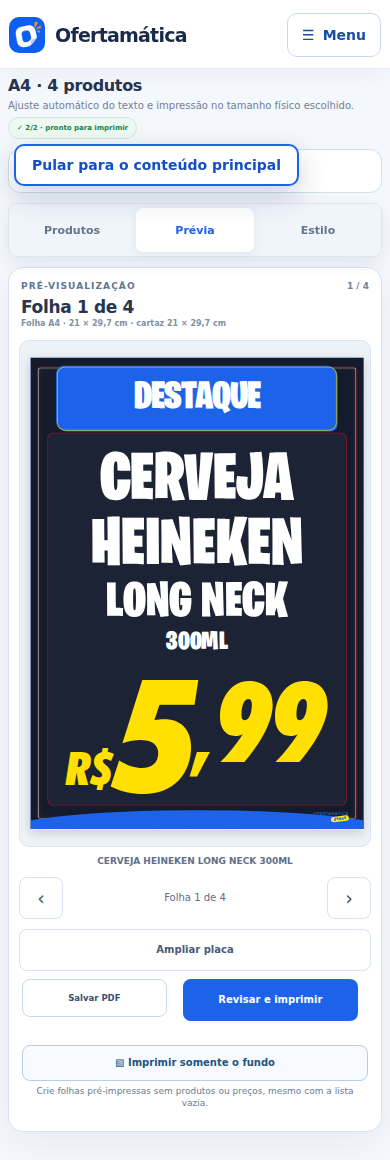 Ofertamática
☰ Menu
A4 · 4 produtos
Ajuste automático do texto e impressão no tamanho físico escolhido.
✓ 2/2 · pronto para imprimir
Pular para o conteúdo principal
Produtos
Prévia
Estilo
PRÉ-VISUALIZAÇÃO
1 / 4
Folha 1 de 4
Folha A4 · 21 × 29,7 cm · cartaz 21 × 29,7 cm
DESTAQUE
CERVEJA
HEINEKEN
LONG NECK
300ML
R$5,99
CERVEJA HEINEKEN LONG NECK 300ML
‹
Folha 1 de 4
›
Ampliar placa
Salvar PDF
Revisar e imprimir
▧ Imprimir somente o fundo
Crie folhas pré-impressas sem produtos ou preços, mesmo com a lista
vazia.